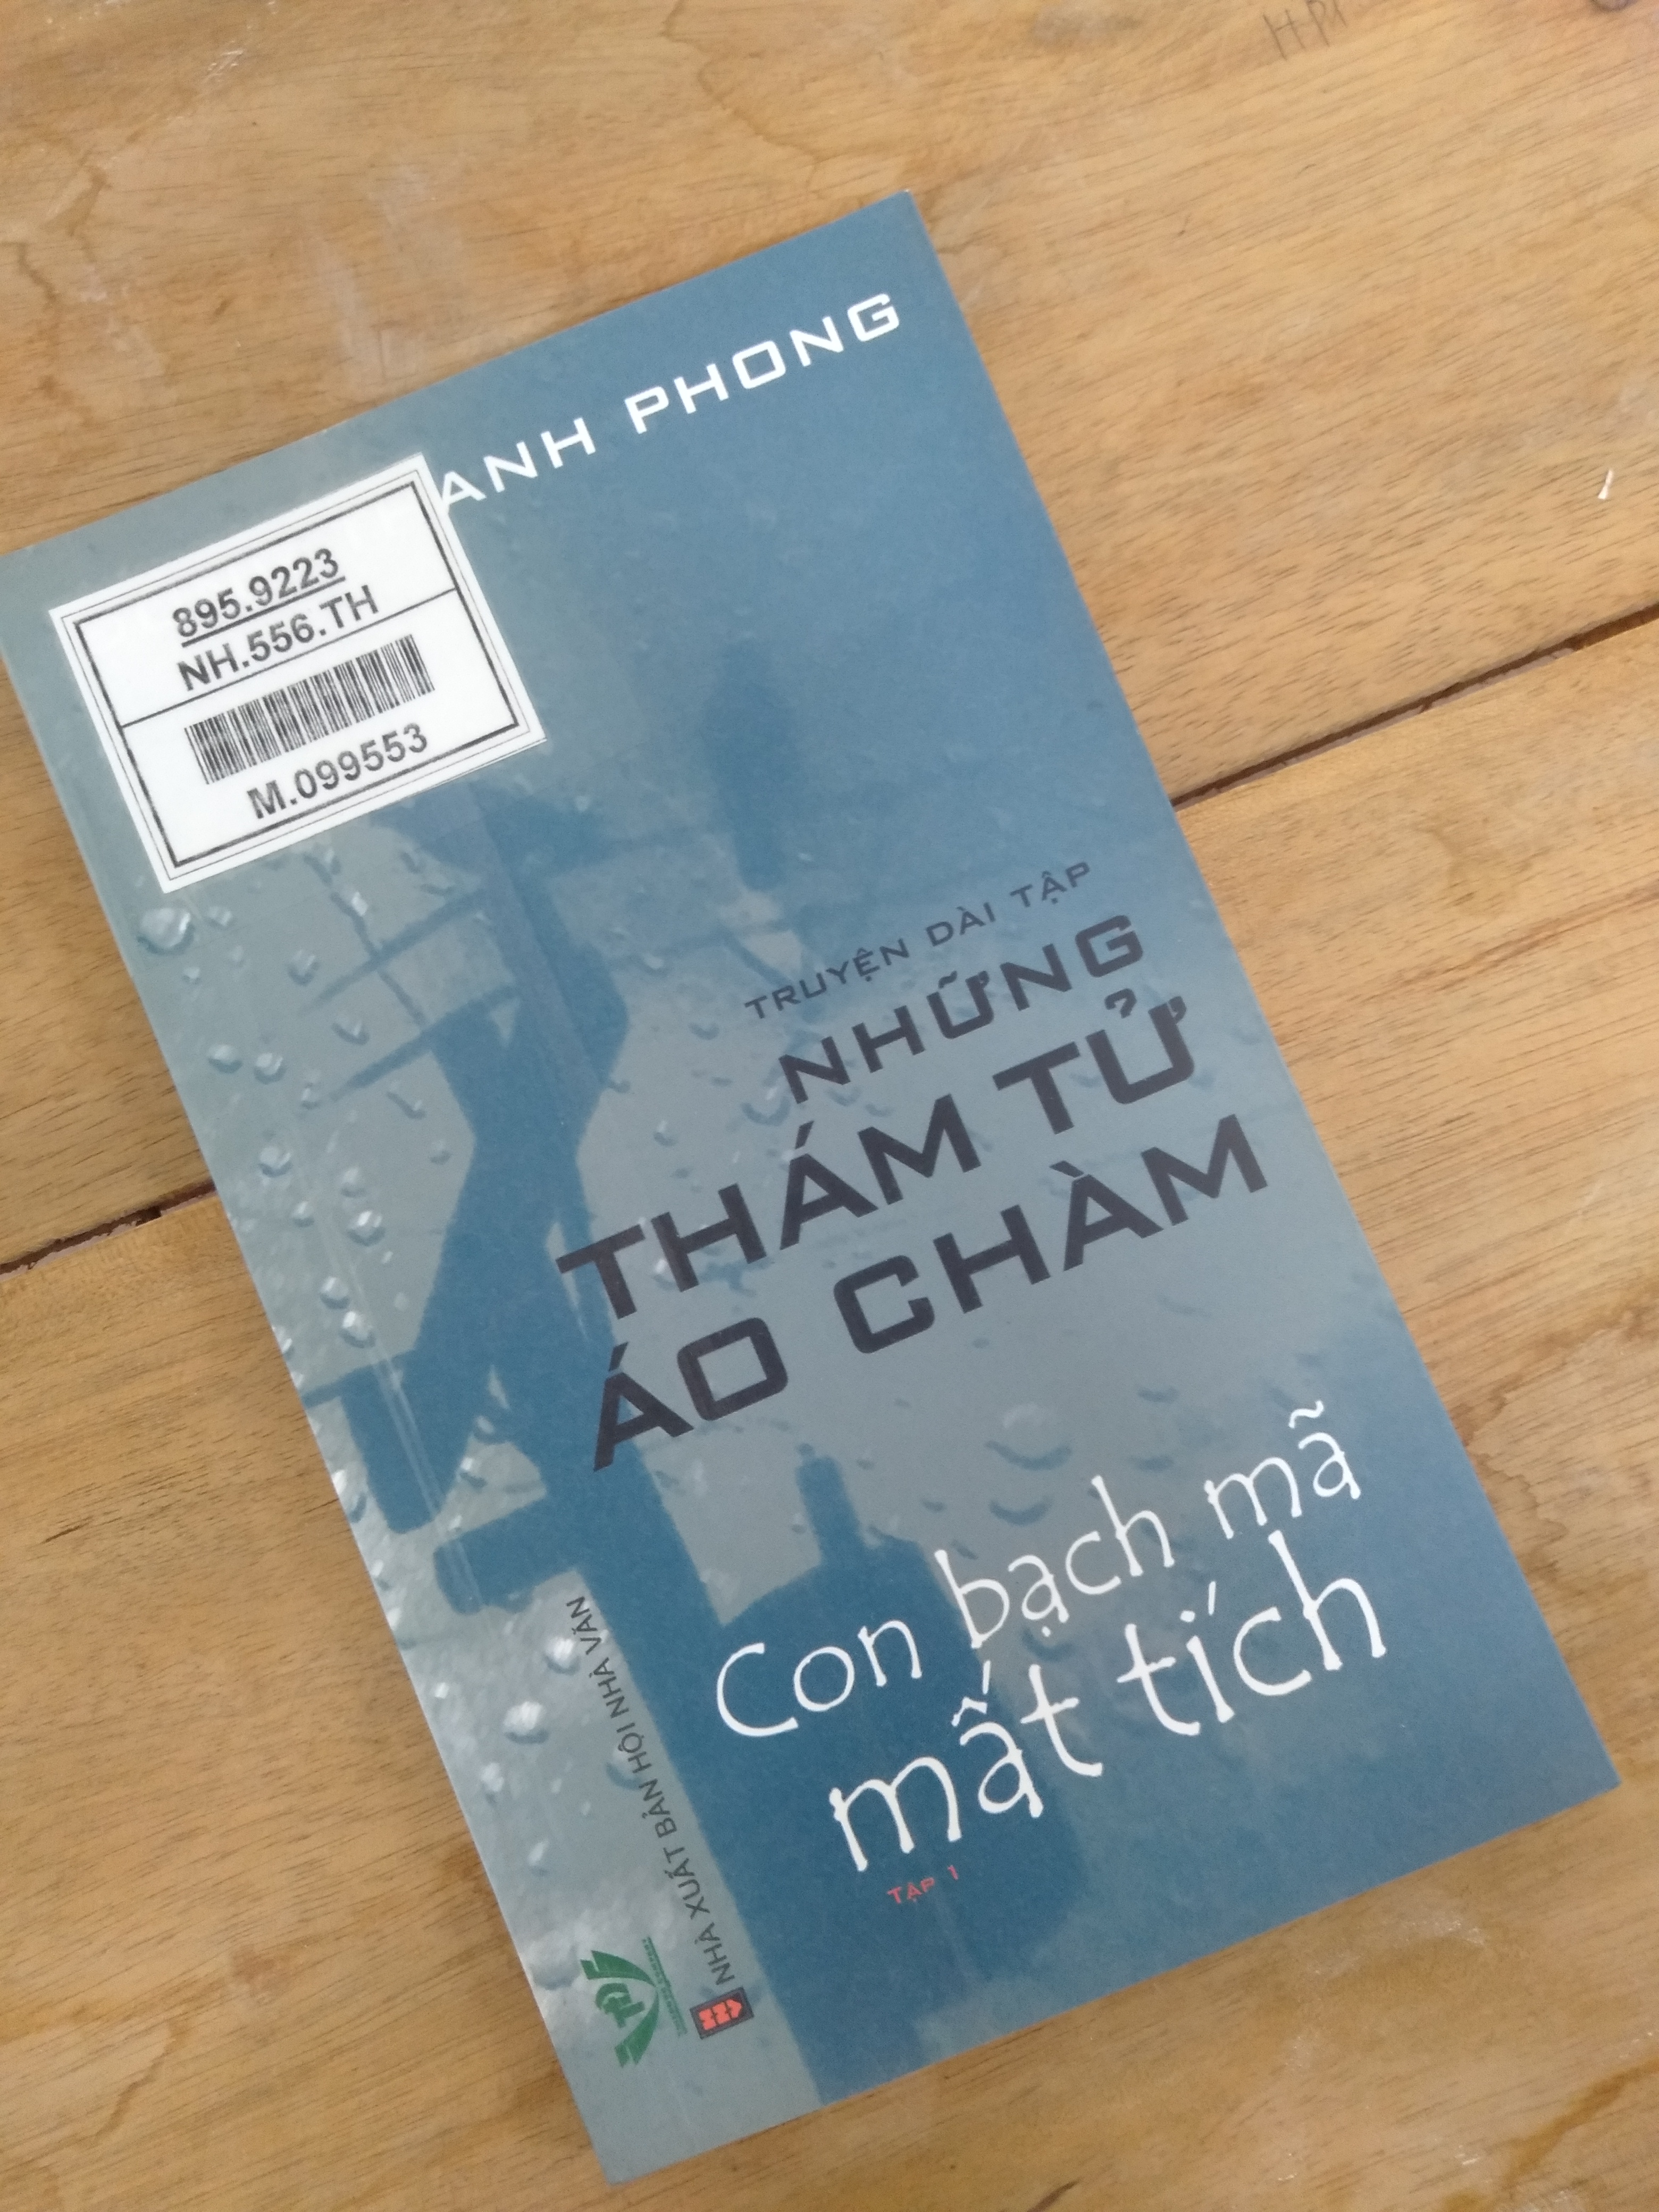 ANH PHONG
895.9223
NH.556.TH
M.099553
TRUYỆN DÀI TẬP
NHỮNG
THÁM TỬ
ÁO CHÀM
Con bạch mã
mất tích
TẬP 1
NHÀ XUẤT BẢN HỘI NHÀ VĂN